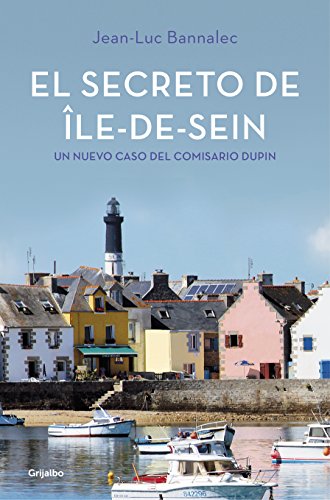 Jean-Luc Bannalec
EL SECRETO DE
ÎLE-DE-SEIN
UN NUEVO CASO DEL COMISARIO DUPIN
Grijalbo